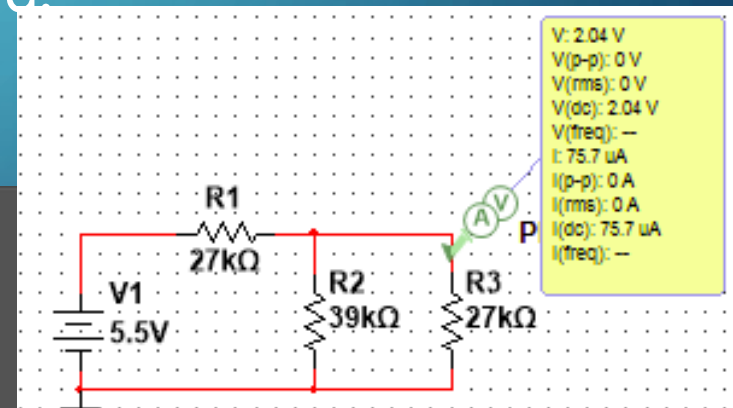 V: 2.04 V
V(p-p): 0 V
V(rms): 0 V
V(dc): 2.04 V
V(freq): --
I: 75.7 uA
I(p-p): 0 A
I(rms): 0 A
I(dc): 75.7 uA
I(freq): --
A V
P
R1
27kΩ
V1
5.5V
R2
39kΩ
R3
27kΩ